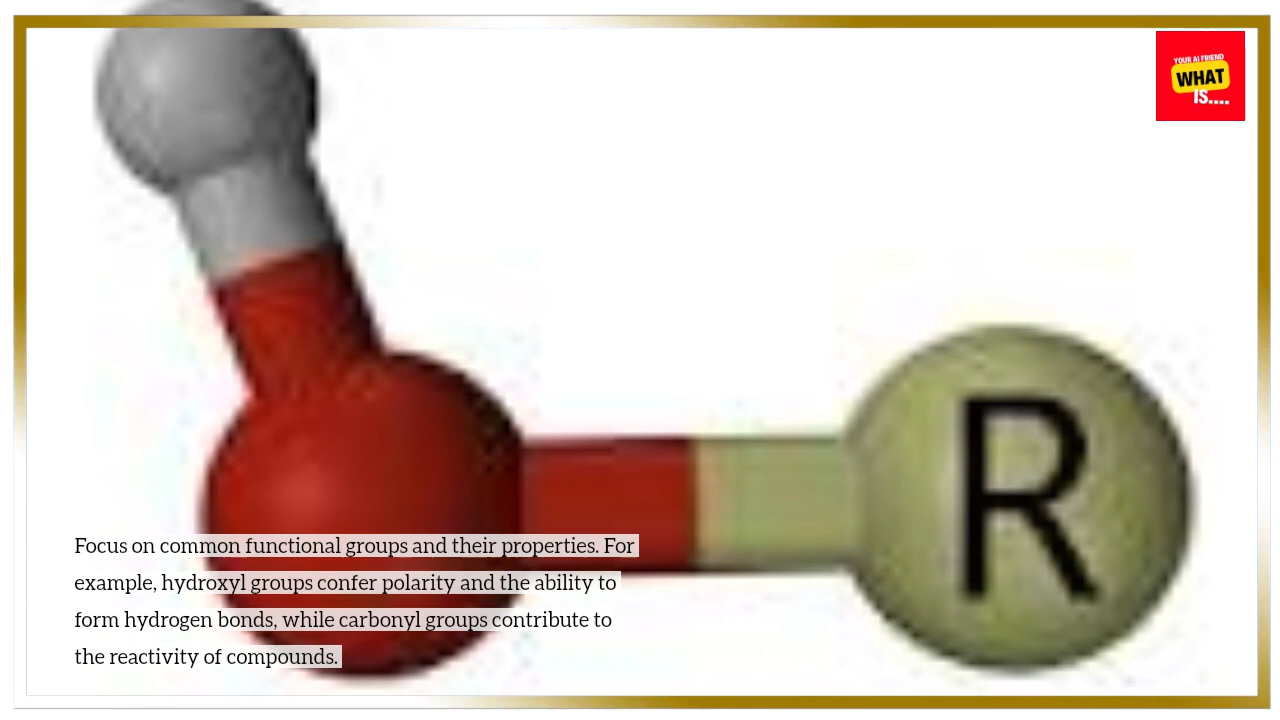 YOUR AI FRIEND
WHAT
IS....
R
Focus on common functional groups and their properties. For
example, hydroxyl groups confer polarity and the ability to
form hydrogen bonds, while carbonyl groups contribute to
the reactivity of compounds.